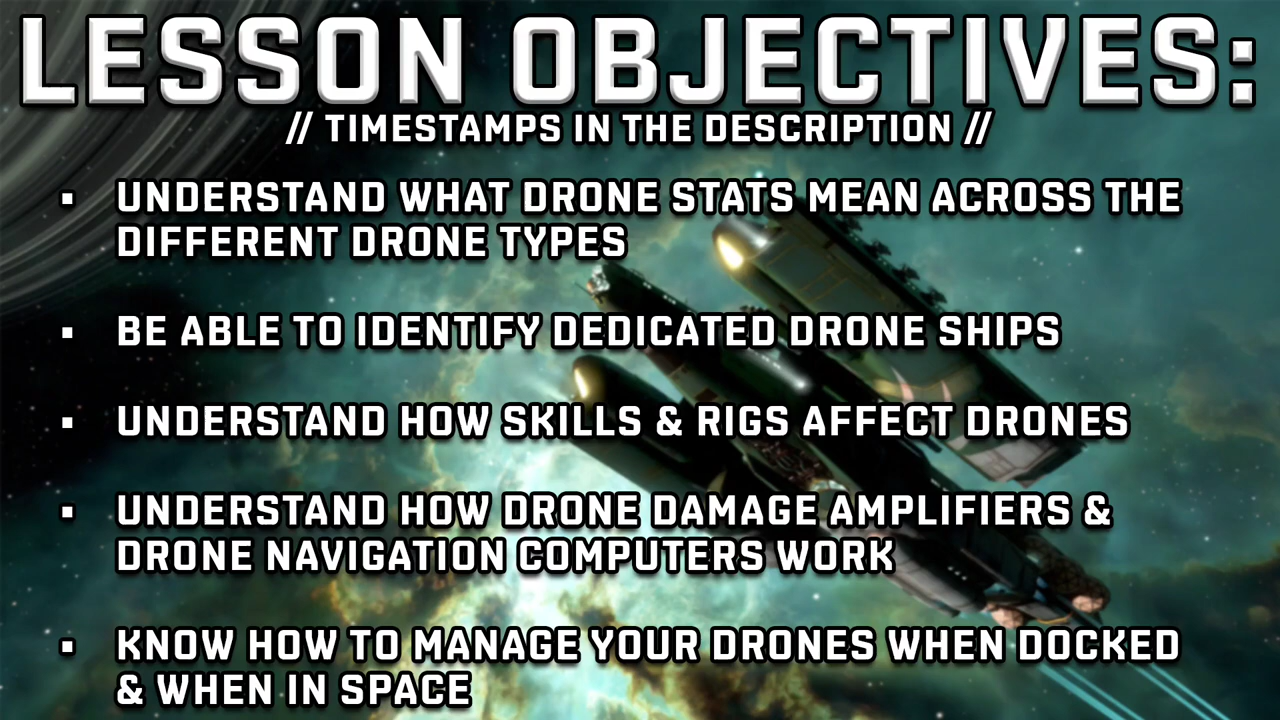 LESSON OBJECTIVES:
// TIMESTAMPS IN THE DESCRIPTION //
▪ UNDERSTAND WHAT DRONE STATS MEAN ACROSS THE
DIFFERENT DRONE TYPES
▪ BE ABLE TO IDENTIFY DEDICATED DRONE SHIPS
▪ UNDERSTAND HOW SKILLS & RIGS AFFECT DRONES
▪ UNDERSTAND HOW DRONE DAMAGE AMPLIFIERS &
DRONE NAVIGATION COMPUTERS WORK
▪ KNOW HOW TO MANAGE YOUR DRONES WHEN DOCKED
& WHEN IN SPACE